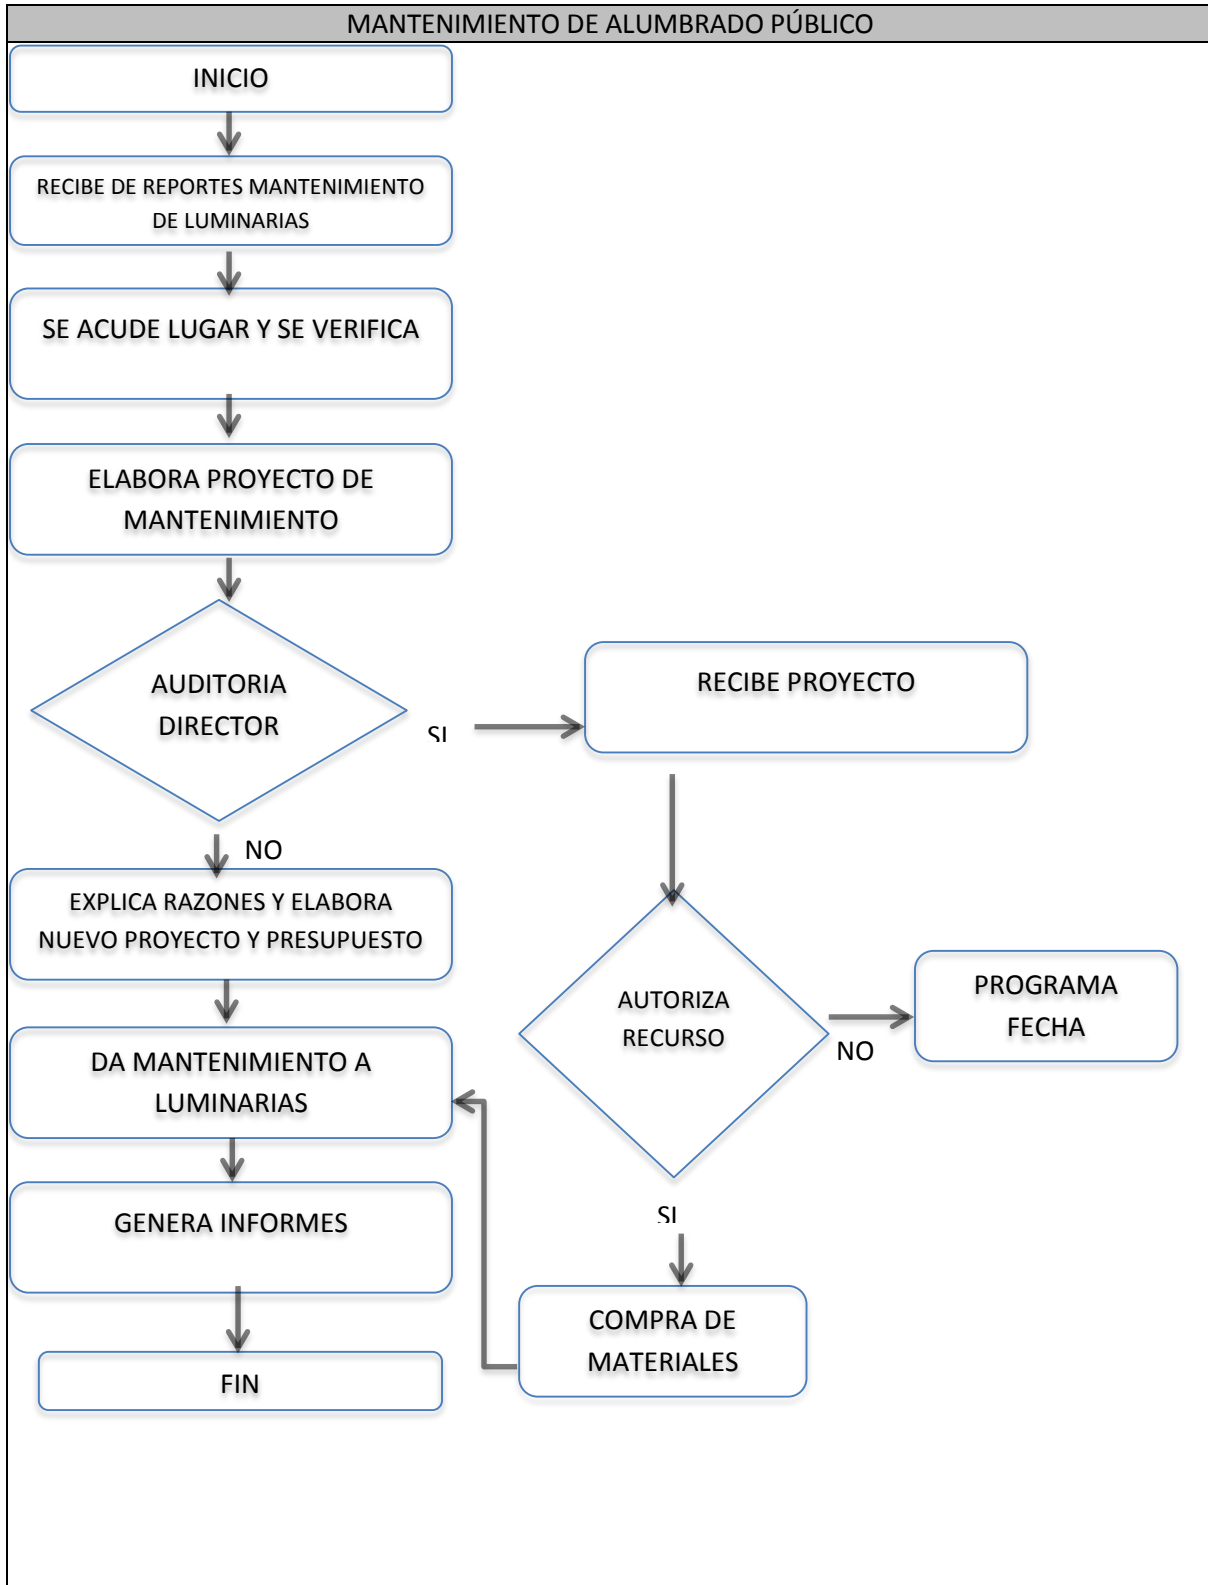 MANTENIMIENTO DE ALUMBRADO PÚBLICO
INICIO
RECIBE DE REPORTES MANTENIMIENTO
DE LUMINARIAS
SE ACUDE LUGAR Y SE VERIFICA
ELABORA PROYECTO DE
MANTENIMIENTO
AUDITORIA
DIRECTOR
SI
RECIBE PROYECTO
NO
EXPLICA RAZONES Y ELABORA
NUEVO PROYECTO Y PRESUPUESTO
AUTORIZA
RECURSO
NO
PROGRAMA
FECHA
DA MANTENIMIENTO A
LUMINARIAS
SI
GENERA INFORMES
COMPRA DE
MATERIALES
FIN